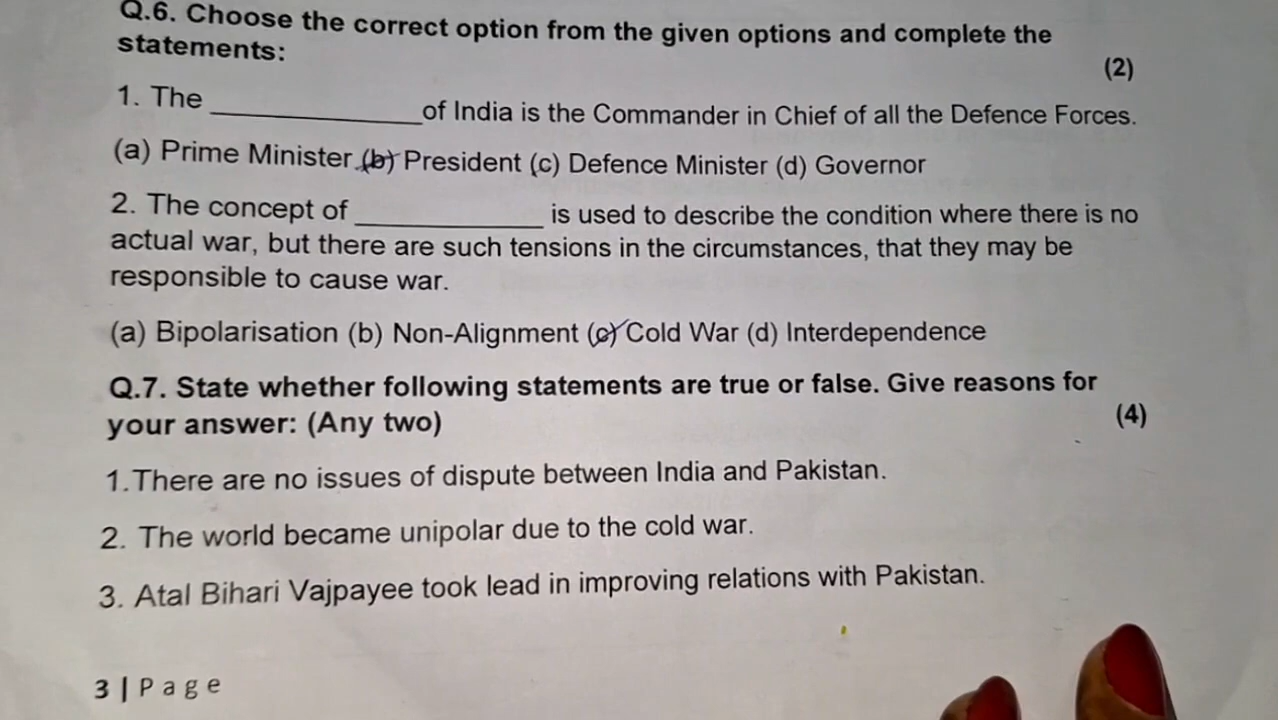 Q.6. Choose the correct option from the given options and complete the
statements:
(2)
1. The ______________ of India is the Commander in Chief of all the Defence Forces.
(a) Prime Minister (b) President (c) Defence Minister (d) Governor
2. The concept of ____________ is used to describe the condition where there is no
actual war, but there are such tensions in the circumstances, that they may be
responsible to cause war.
(a) Bipolarisation (b) Non-Alignment (c) Cold War (d) Interdependence
Q.7. State whether following statements are true or false. Give reasons for
your answer: (Any two)
(4)
1.There are no issues of dispute between India and Pakistan.
2. The world became unipolar due to the cold war.
3. Atal Bihari Vajpayee took lead in improving relations with Pakistan.
3 | P a g e